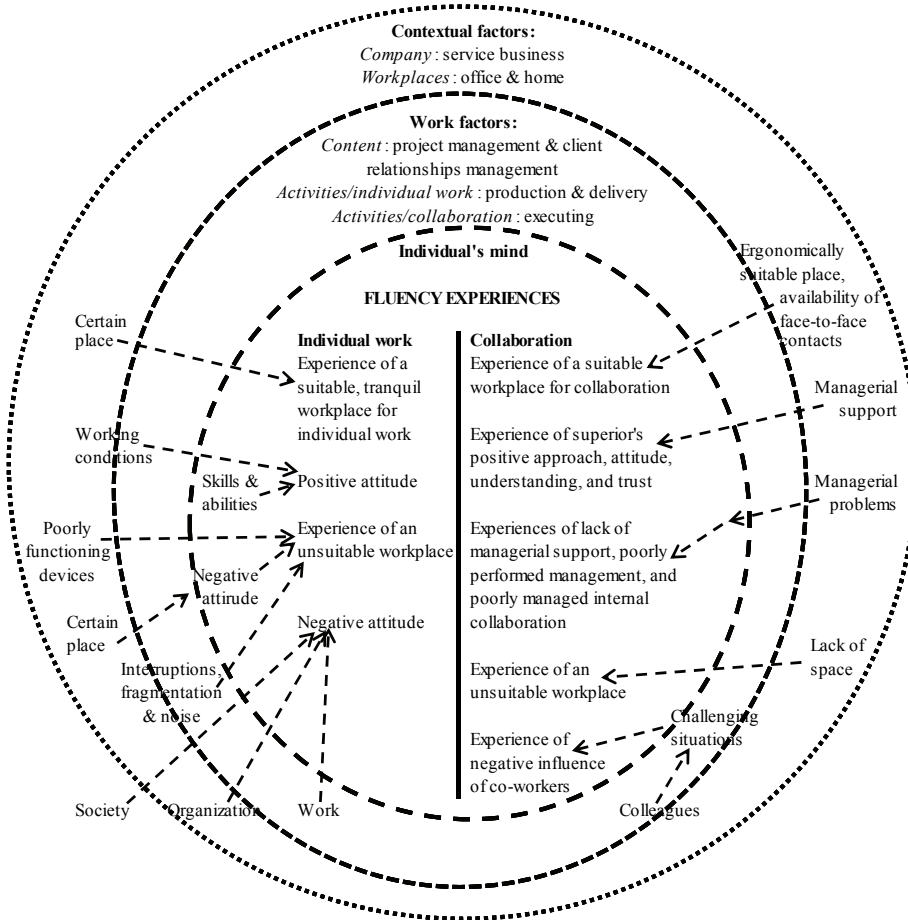 Contextual factors:
Company: service business
Workplaces: office & home
Work factors:
Content: project management & client
relationships management
Activities/individual work: production & delivery
Activities/collaboration: executing
Individual's mind
FLUENCY EXPERIENCES
Individual work
Experience of a
suitable, tranquil
workplace for
individual work
Positive attitude
Experience of an
unsuitable workplace
Negative attitude
Collaboration
Experience of a suitable
workplace for collaboration
Experience of superior's
positive approach, attitude,
understanding, and trust
Experiences of lack of
managerial support, poorly
performed management, and
poorly managed internal
collaboration
Experience of an
unsuitable workplace
Experience of
negative influence
of co-workers
Certain
place
Working
conditions
Skills &
abilities
Poorly
functioning
devices
Negative
attirude
Certain
place
Interruptions,
fragmentation
& noise
Society
Organization
Work
Ergonomically
suitable place,
availability of
face-to-face
contacts
Managerial
support
Managerial
problems
Lack of
space
Challenging
situations
Colleagues